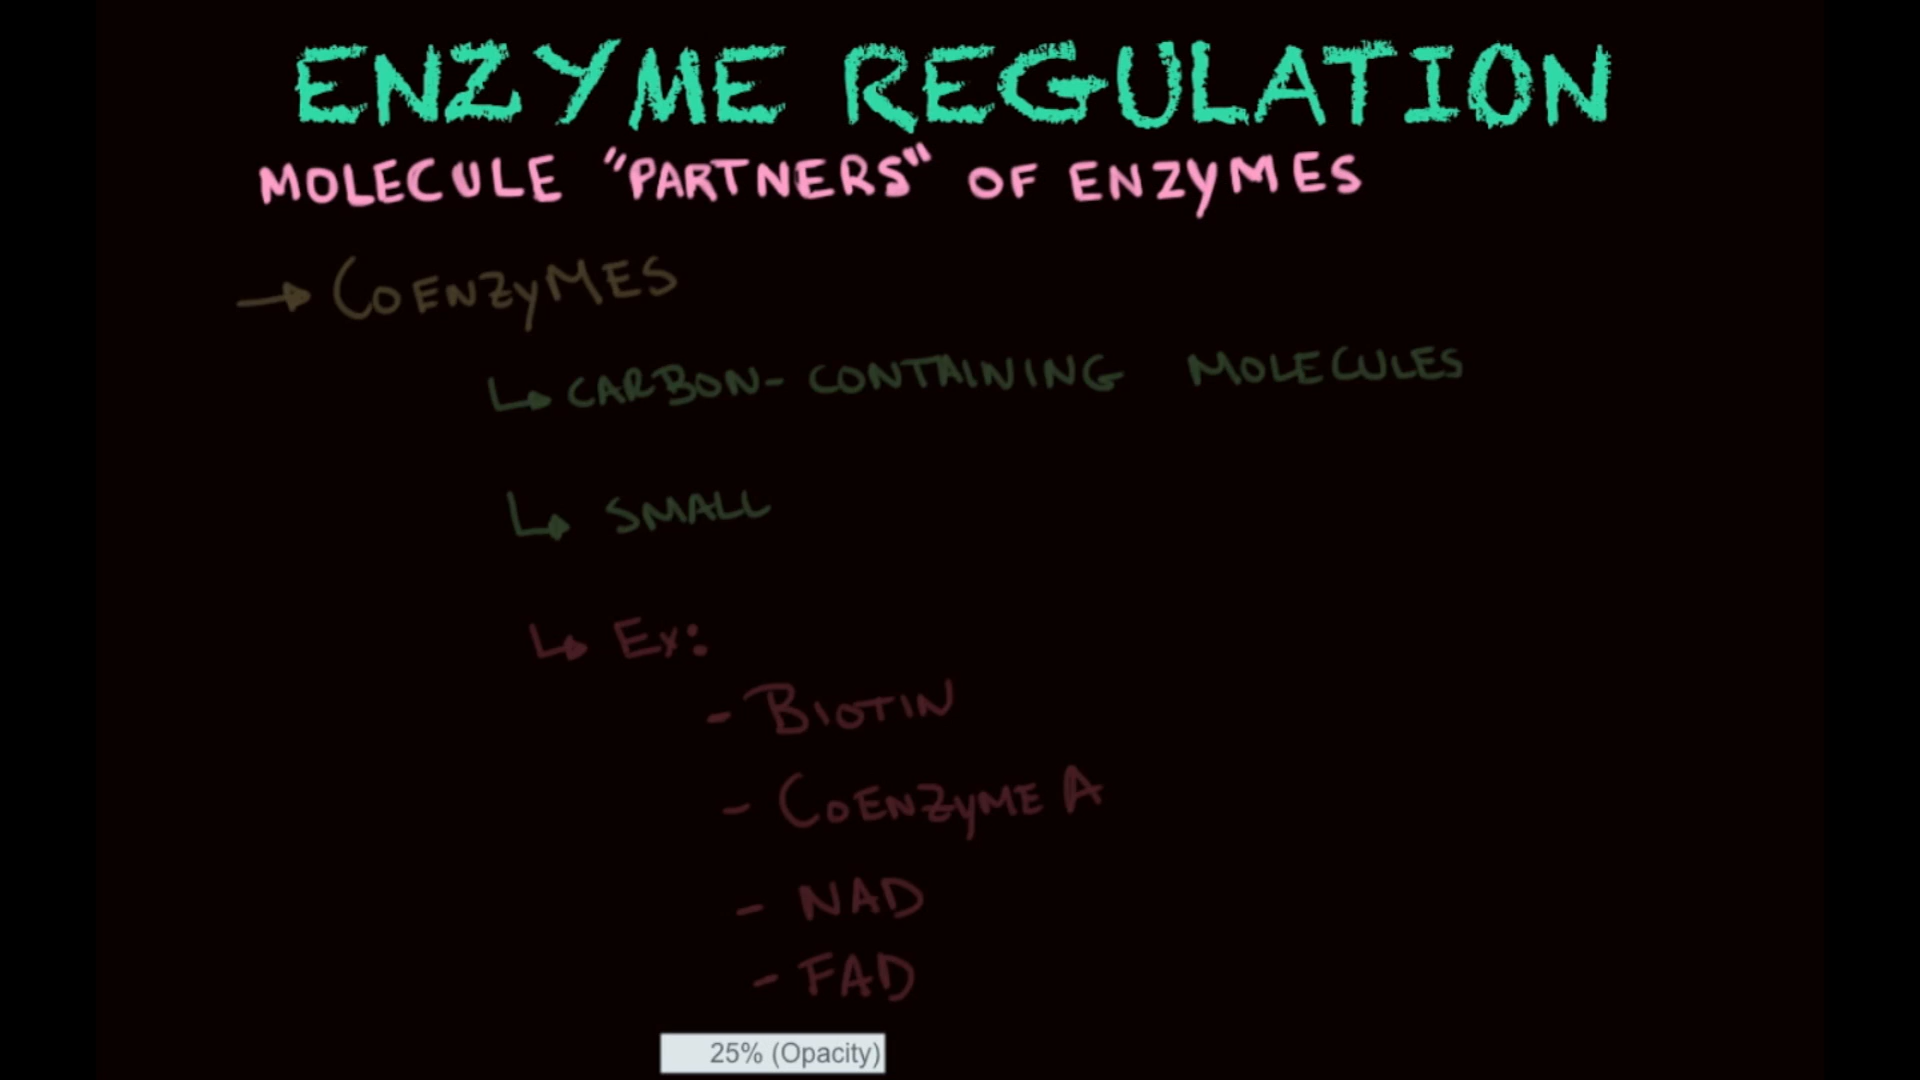 ENZYME REGULATION
MOLECULE "PARTNERS" OF ENZYMES
→ COENZYMES
↳ CARBON-CONTAINING MOLECULES
↳ SMALL
↳ EX:
- BIOTIN
- COENZYME A
- NAD
- FAD
25% (Opacity)